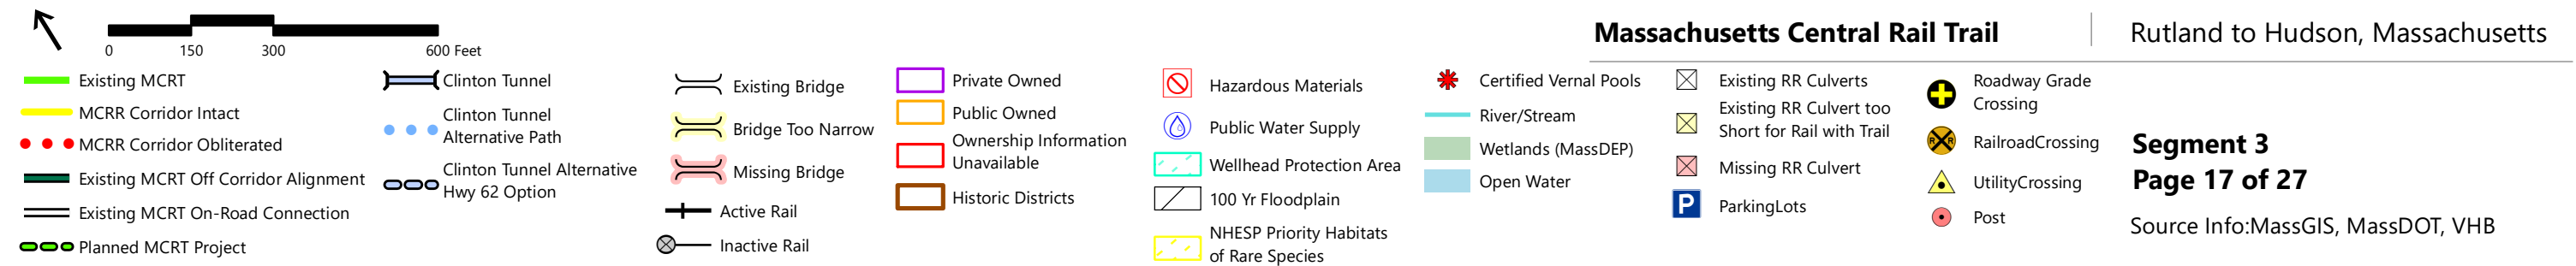 0 150 300 600 Feet
Existing MCRT
MCRR Corridor Intact
MCRR Corridor Obliterated
Existing MCRT Off Corridor Alignment
Existing MCRT On-Road Connection
Planned MCRT Project
Clinton Tunnel
Clinton Tunnel
Alternative Path
Clinton Tunnel Alternative
Hwy 62 Option
Existing Bridge
Bridge Too Narrow
Missing Bridge
Active Rail
Inactive Rail
Private Owned
Public Owned
Ownership Information
Unavailable
Historic Districts
Hazardous Materials
Public Water Supply
Wellhead Protection Area
100 Yr Floodplain
NHESP Priority Habitats
of Rare Species
Certified Vernal Pools
River/Stream
Wetlands (MassDEP)
Open Water
Existing RR Culverts
Existing RR Culvert too
Short for Rail with Trail
Missing RR Culvert
P ParkingLots
Roadway Grade
Crossing
R R RailroadCrossing
UtilityCrossing
Post
Massachusetts Central Rail Trail
Rutland to Hudson, Massachusetts
Segment 3
Page 17 of 27
Source Info:MassGIS, MassDOT, VHB